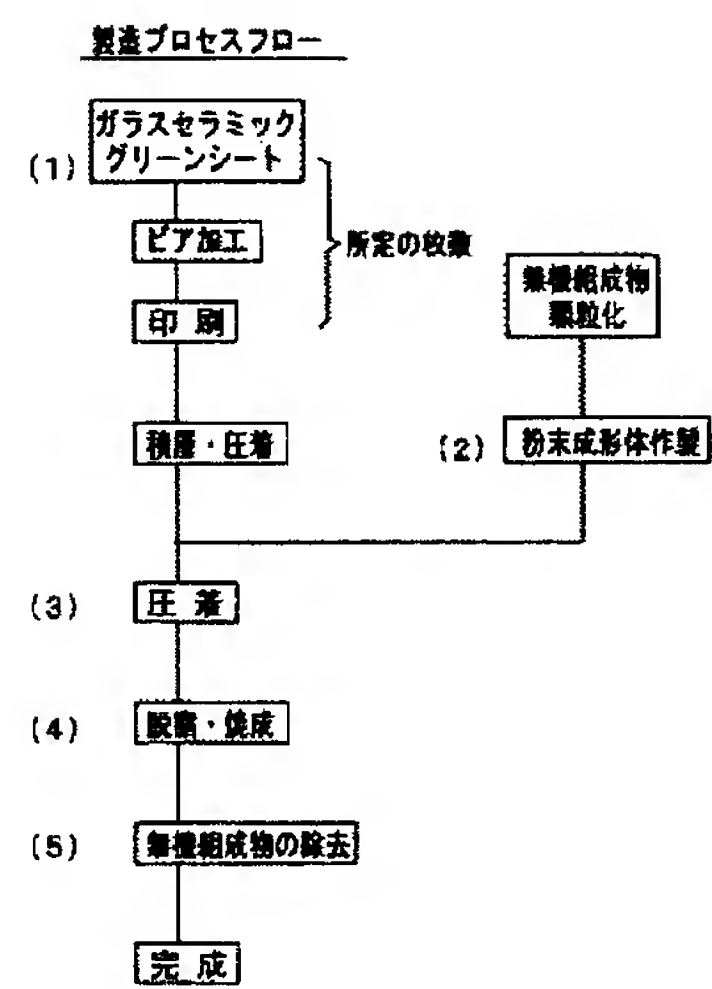 製造プロセスフロー
(1)
ガラスセラミック
グリーンシート
ビア加工
印刷
所定の枚数
積層・圧着
無機組成物
顆粒化
(2)
粉末成形体作製
(3)
圧着
(4)
脱脂・焼成
(5)
無機組成物の除去
完成